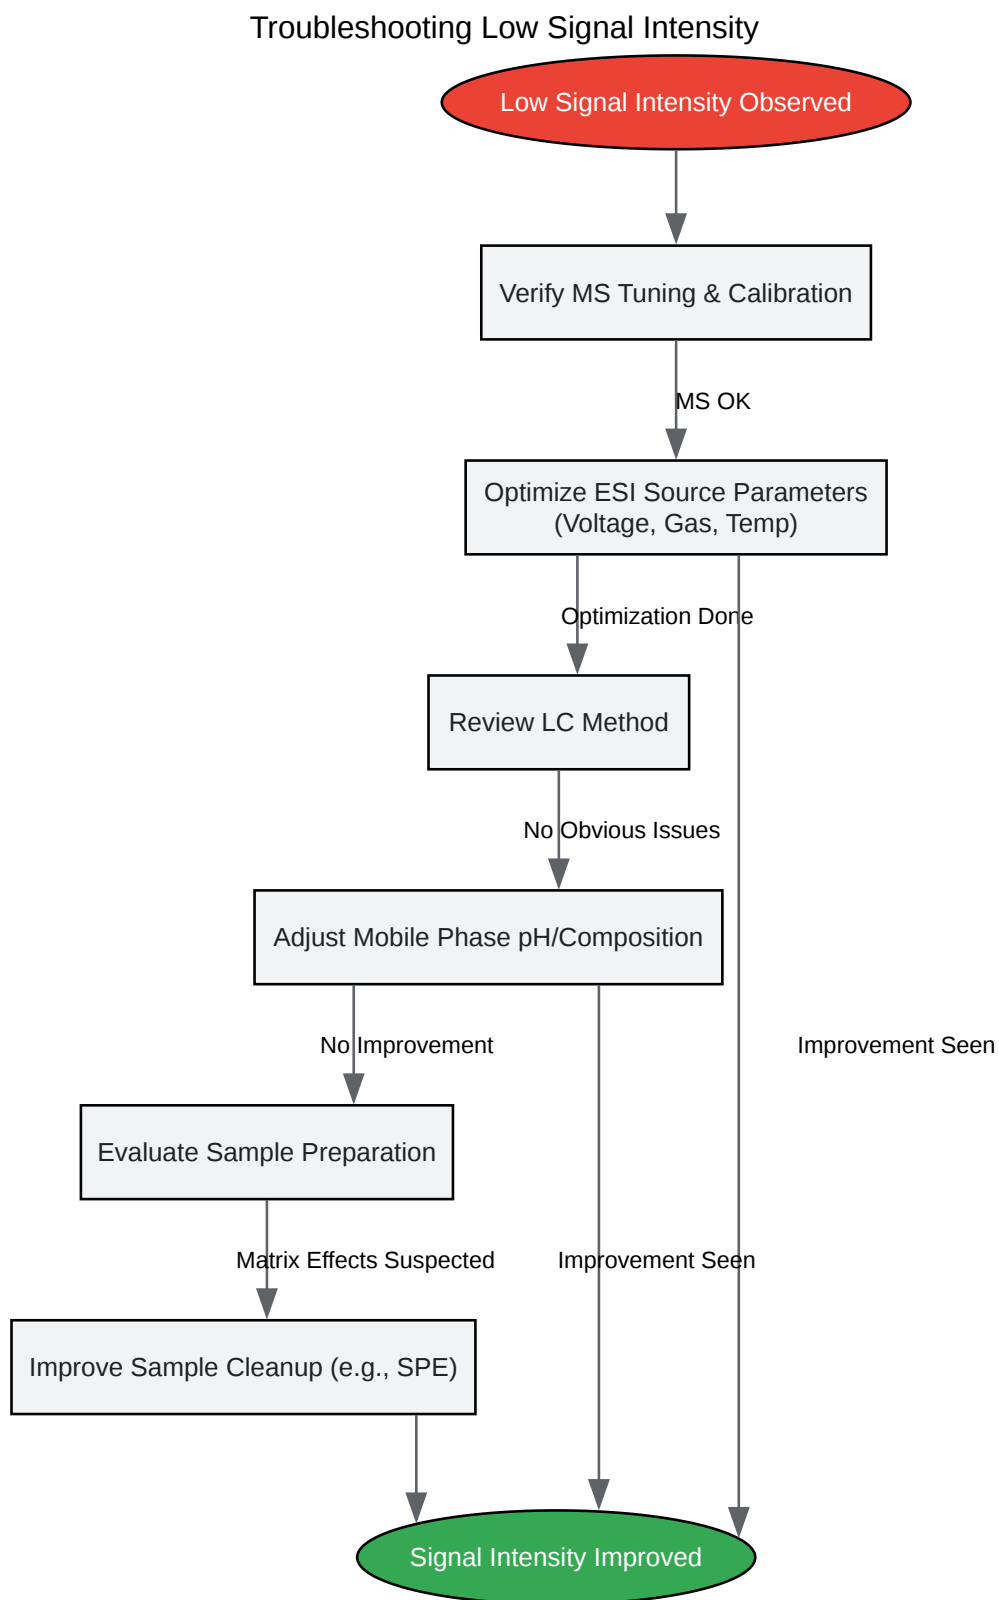 Troubleshooting Low Signal Intensity
Low Signal Intensity Observed
Verify MS Tuning & Calibration
MS OK
Optimize ESI Source Parameters
(Voltage, Gas, Temp)
Optimization Done
Review LC Method
No Obvious Issues
Adjust Mobile Phase pH/Composition
No Improvement
Improvement Seen
Evaluate Sample Preparation
Matrix Effects Suspected
Improvement Seen
Improve Sample Cleanup (e.g., SPE)
Signal Intensity Improved